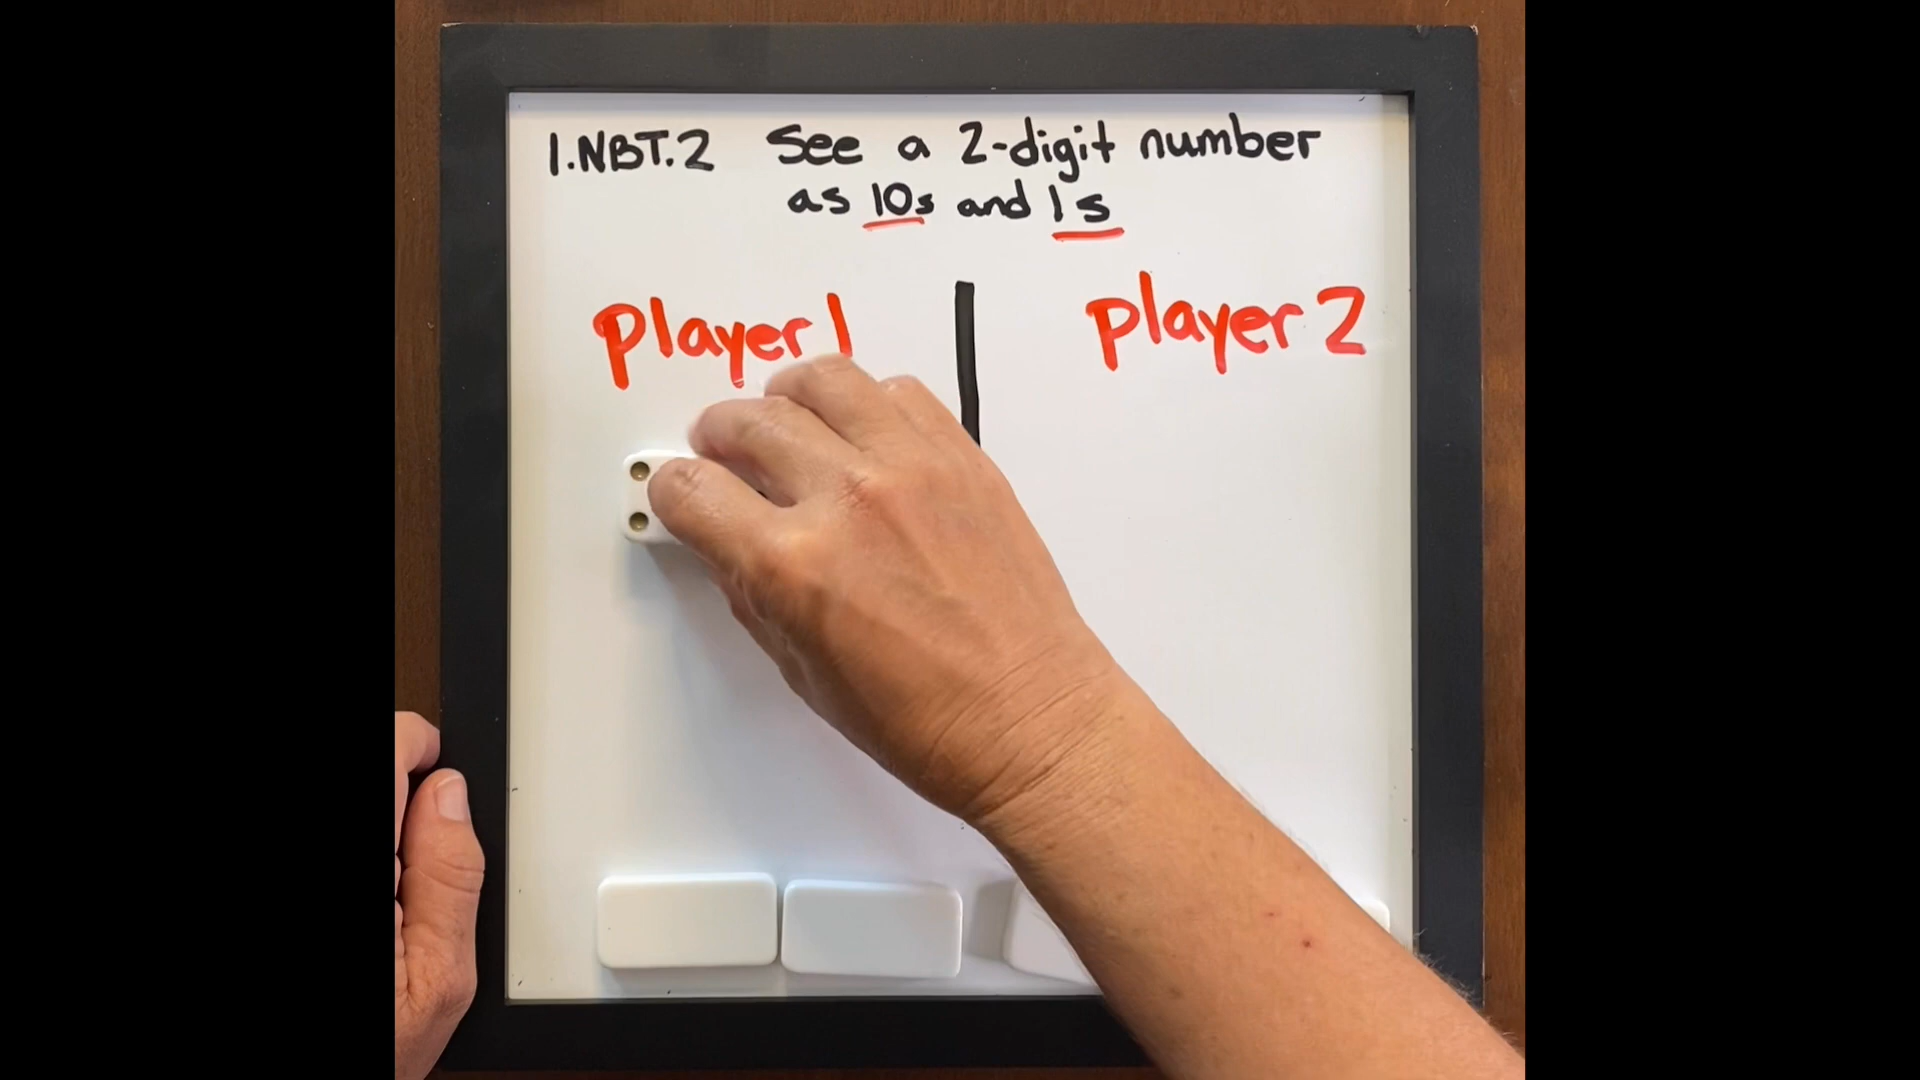 1.NBT.2 See a 2-digit number
as 10s and 1s
player 1
player 2